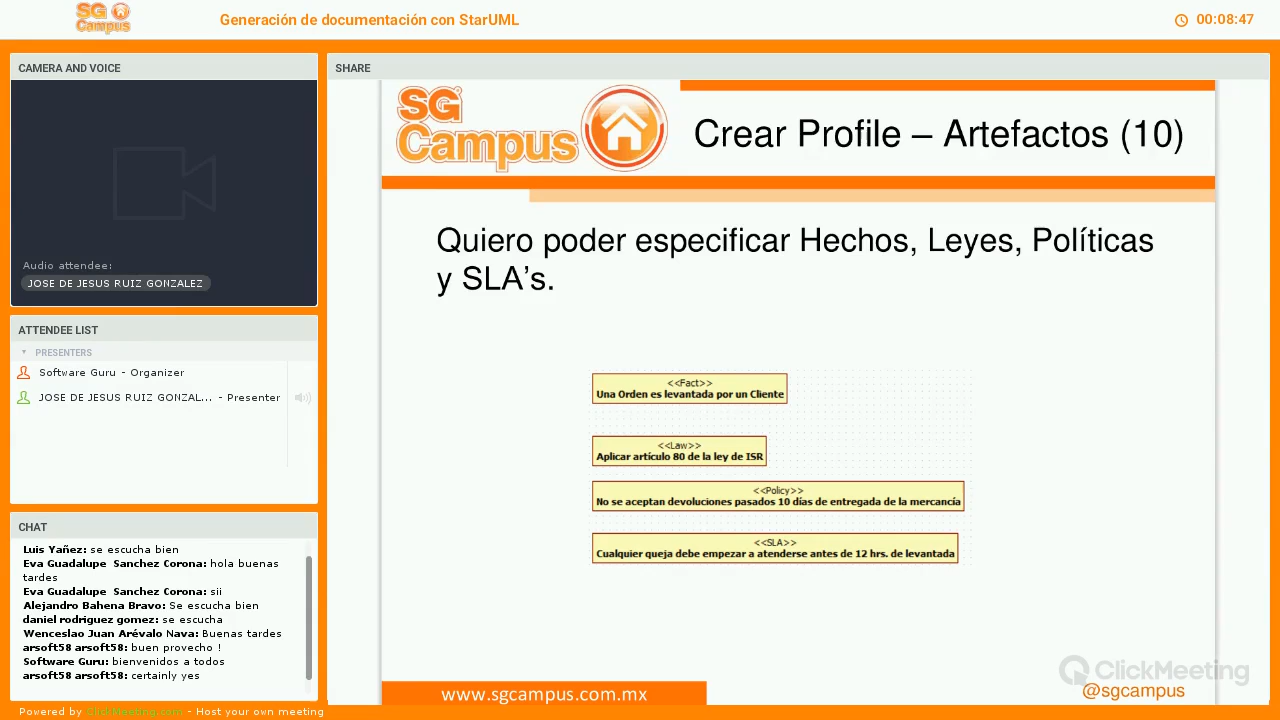 SG
Campus
Generación de documentación con StarUML
00:08:47
CAMERA AND VOICE
Audio attendee:
JOSE DE JESUS RUIZ GONZALEZ
ATTENDEE LIST
PRESENTERS
Software Guru - Organizer
JOSE DE JESUS RUIZ GONZAL... - Presenter
CHAT
Luis Yañez: se escucha bien
Eva Guadalupe Sanchez Corona: hola buenas
tardes
Eva Guadalupe Sanchez Corona: sii
Alejandro Bahena Bravo: Se escucha bien
daniel rodriguez gomez: se escucha
Wenceslao Juan Arévalo Nava: Buenas tardes
arsoft58 arsoft58: buen provecho !
Software Guru: bienvenidos a todos
arsoft58 arsoft58: certainly yes
Powered by ClickMeeting.com - Host your own meeting
SHARE
SG
Campus
Crear Profile – Artefactos (10)
Quiero poder especificar Hechos, Leyes, Políticas
y SLA’s.
<<Fact>>
Una Orden es levantada por un Cliente
<<Law>>
Aplicar artículo 80 de la ley de ISR
<<Policy>>
No se aceptan devoluciones pasados 10 días de entregada de la mercancía
<<SLA>>
Cualquier queja debe empezar a atenderse antes de 12 hrs. de levantada
ClickMeeting
www.sgcampus.com.mx
@sgcampus